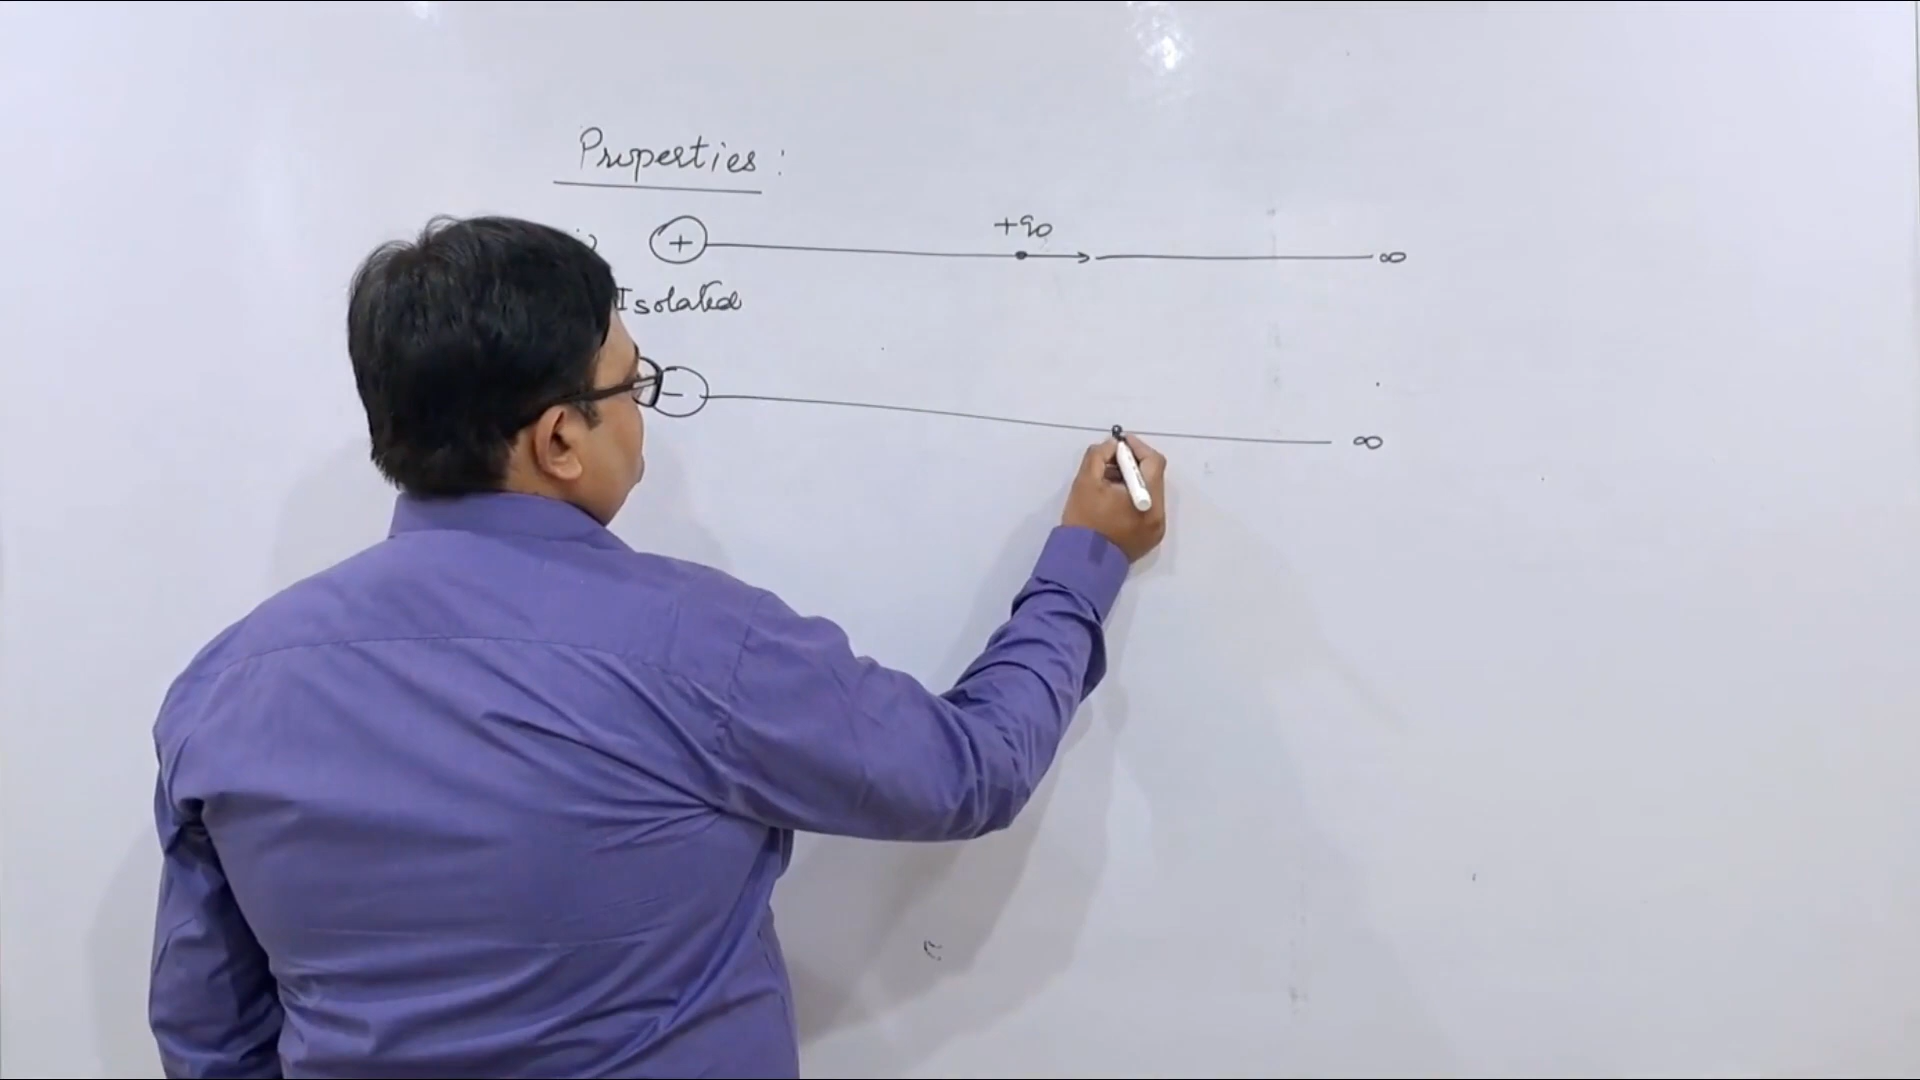 Properties :
+ +q0 ∞
Isolated
- ∞